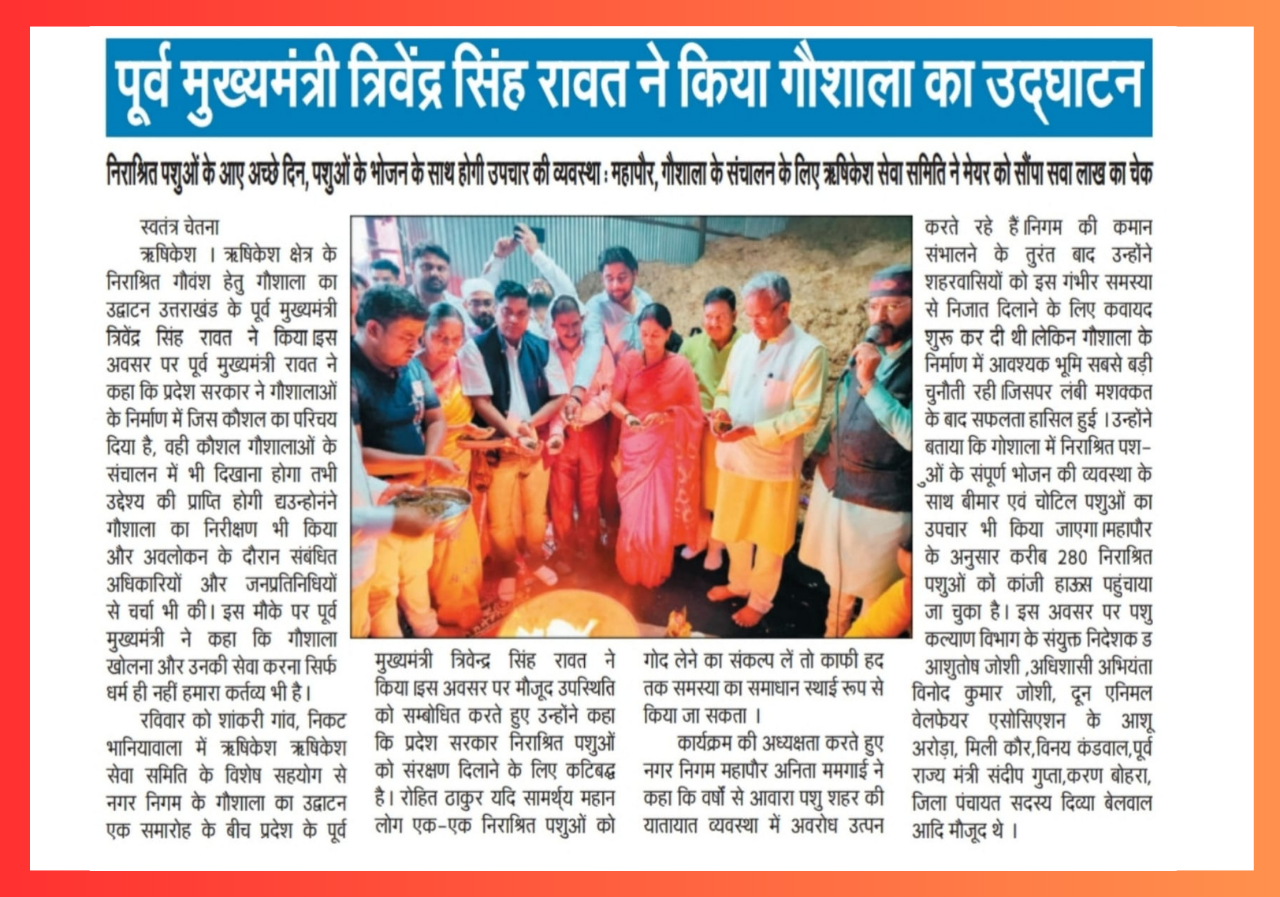 पूर्व मुख्यमंत्री त्रिवेंद्र सिंह रावत ने किया गौशाला का उद्घाटन
निराश्रित पशुओं के आए अच्छे दिन, पशुओं के भोजन के साथ होगी उपचार की व्यवस्था : महापौर, गौशाला के संचालन के लिए ऋषिकेश सेवा समिति ने मेयर को सौंपा सवा लाख का चेक
स्वतंत्र चेतना
ऋषिकेश । ऋषिकेश क्षेत्र के
निराश्रित गौवंश हेतु गौशाला का
उद्घाटन उत्तराखंड के पूर्व मुख्यमंत्री
त्रिवेंद्र सिंह रावत ने किया।इस
अवसर पर पूर्व मुख्यमंत्री रावत ने
कहा कि प्रदेश सरकार ने गौशालाओं
के निर्माण में जिस कौशल का परिचय
दिया है, वही कौशल गौशालाओं के
संचालन में भी दिखाना होगा तभी
उद्देश्य की प्राप्ति होगी द्यउन्होनंने
गौशाला का निरीक्षण भी किया
और अवलोकन के दौरान संबंधित
अधिकारियों और जनप्रतिनिधियों
से चर्चा भी की। इस मौके पर पूर्व
मुख्यमंत्री ने कहा कि गौशाला
खोलना और उनकी सेवा करना सिर्फ
धर्म ही नहीं हमारा कर्तव्य भी है।
रविवार को शांकरी गांव, निकट
भानियावाला में ऋषिकेश ऋषिकेश
सेवा समिति के विशेष सहयोग से
नगर निगम के गौशाला का उद्घाटन
एक समारोह के बीच प्रदेश के पूर्व
मुख्यमंत्री त्रिवेन्द्र सिंह रावत ने
किया।इस अवसर पर मौजूद उपस्थिति
को सम्बोधित करते हुए उन्होंने कहा
कि प्रदेश सरकार निराश्रित पशुओं
को संरक्षण दिलाने के लिए कटिबद्ध
है। रोहित ठाकुर यदि सामर्थ्य महान
लोग एक-एक निराश्रित पशुओं को
गोद लेने का संकल्प लें तो काफी हद
तक समस्या का समाधान स्थाई रूप से
किया जा सकता ।
कार्यक्रम की अध्यक्षता करते हुए
नगर निगम महापौर अनिता ममगाई ने
कहा कि वर्षों से आवारा पशु शहर की
यातायात व्यवस्था में अवरोध उत्पन
करते रहे हैं।निगम की कमान
संभालने के तुरंत बाद उन्होंने
शहरवासियों को इस गंभीर समस्या
से निजात दिलाने के लिए कवायद
शुरू कर दी थी।लेकिन गौशाला के
निर्माण में आवश्यक भूमि सबसे बड़ी
चुनौती रही।जिसपर लंबी मशक्कत
के बाद सफलता हासिल हुई ।उन्होंने
बताया कि गोशाला में निराश्रित पश-
ुओं के संपूर्ण भोजन की व्यवस्था के
साथ बीमार एवं चोटिल पशुओं का
उपचार भी किया जाएगा।महापौर
के अनुसार करीब 280 निराश्रित
पशुओं कों कांजी हाऊस पहुंचाया
जा चुका है। इस अवसर पर पशु
कल्याण विभाग के संयुक्त निदेशक ड
आशुतोष जोशी ,अधिशासी अभियंता
विनोद कुमार जोशी, दून एनिमल
वेलफेयर एसोसिएशन के आशू
अरोड़ा, मिली कौर,विनय कंडवाल,पूर्व
राज्य मंत्री संदीप गुप्ता,करण बोहरा,
जिला पंचायत सदस्य दिव्या बेलवाल
आदि मौजूद थे ।